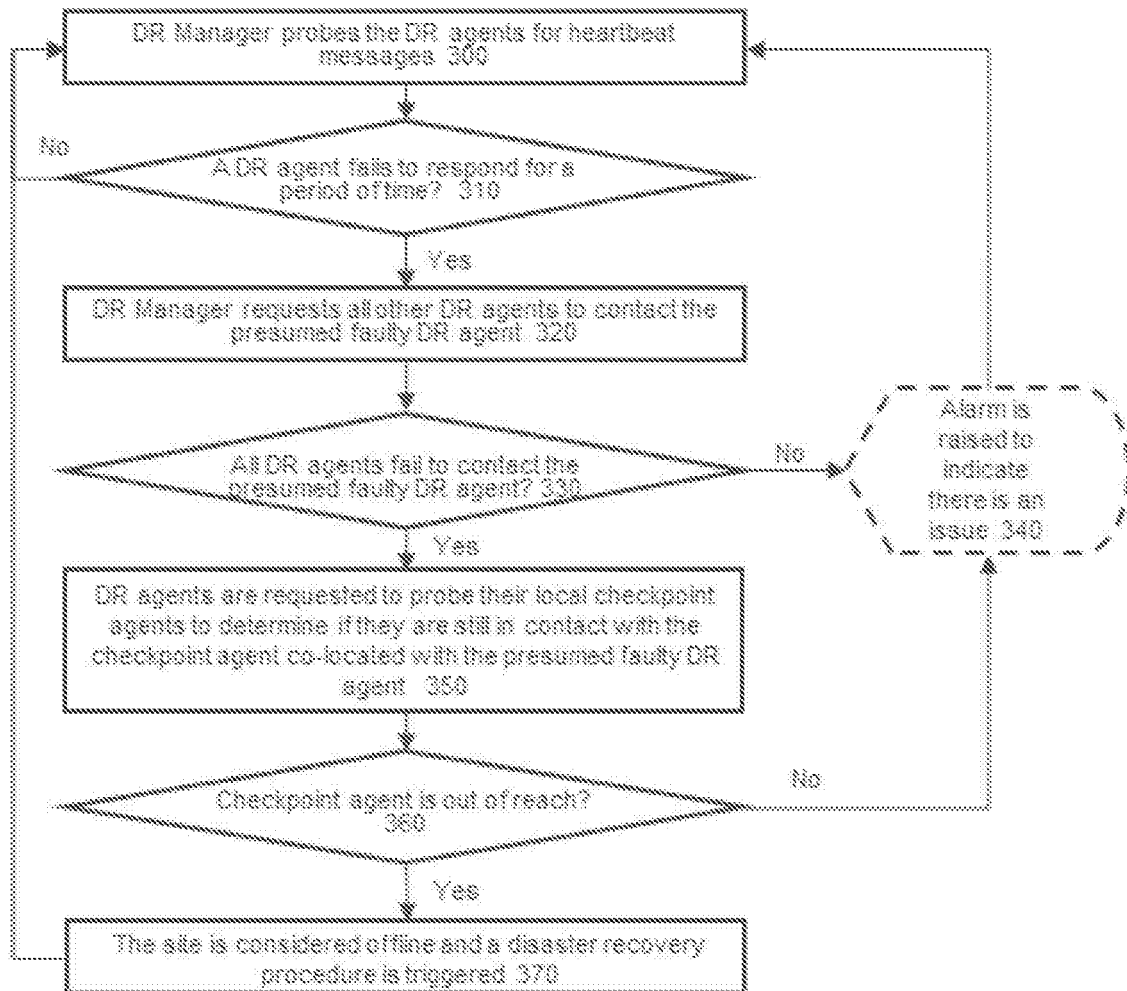 DR Manager probes the DR agents for heartbeat
messages 300
No
A DR agent fails to respond for a
period of time? 310
Yes
DR Manager requests all other DR agents to contact the
presumed faulty DR agent 320
All DR agents fail to contact the
presumed faulty DR agent? 330
No
Alarm is
raised to
indicate
there is an
issue 340
Yes
DR agents are requested to probe their local checkpoint
agents to determine if they are still in contact with the
checkpoint agent co-located with the presumed faulty DR
agent 350
Checkpoint agent is out of reach?
360
No
Yes
The site is considered offline and a disaster recovery
procedure is triggered 370